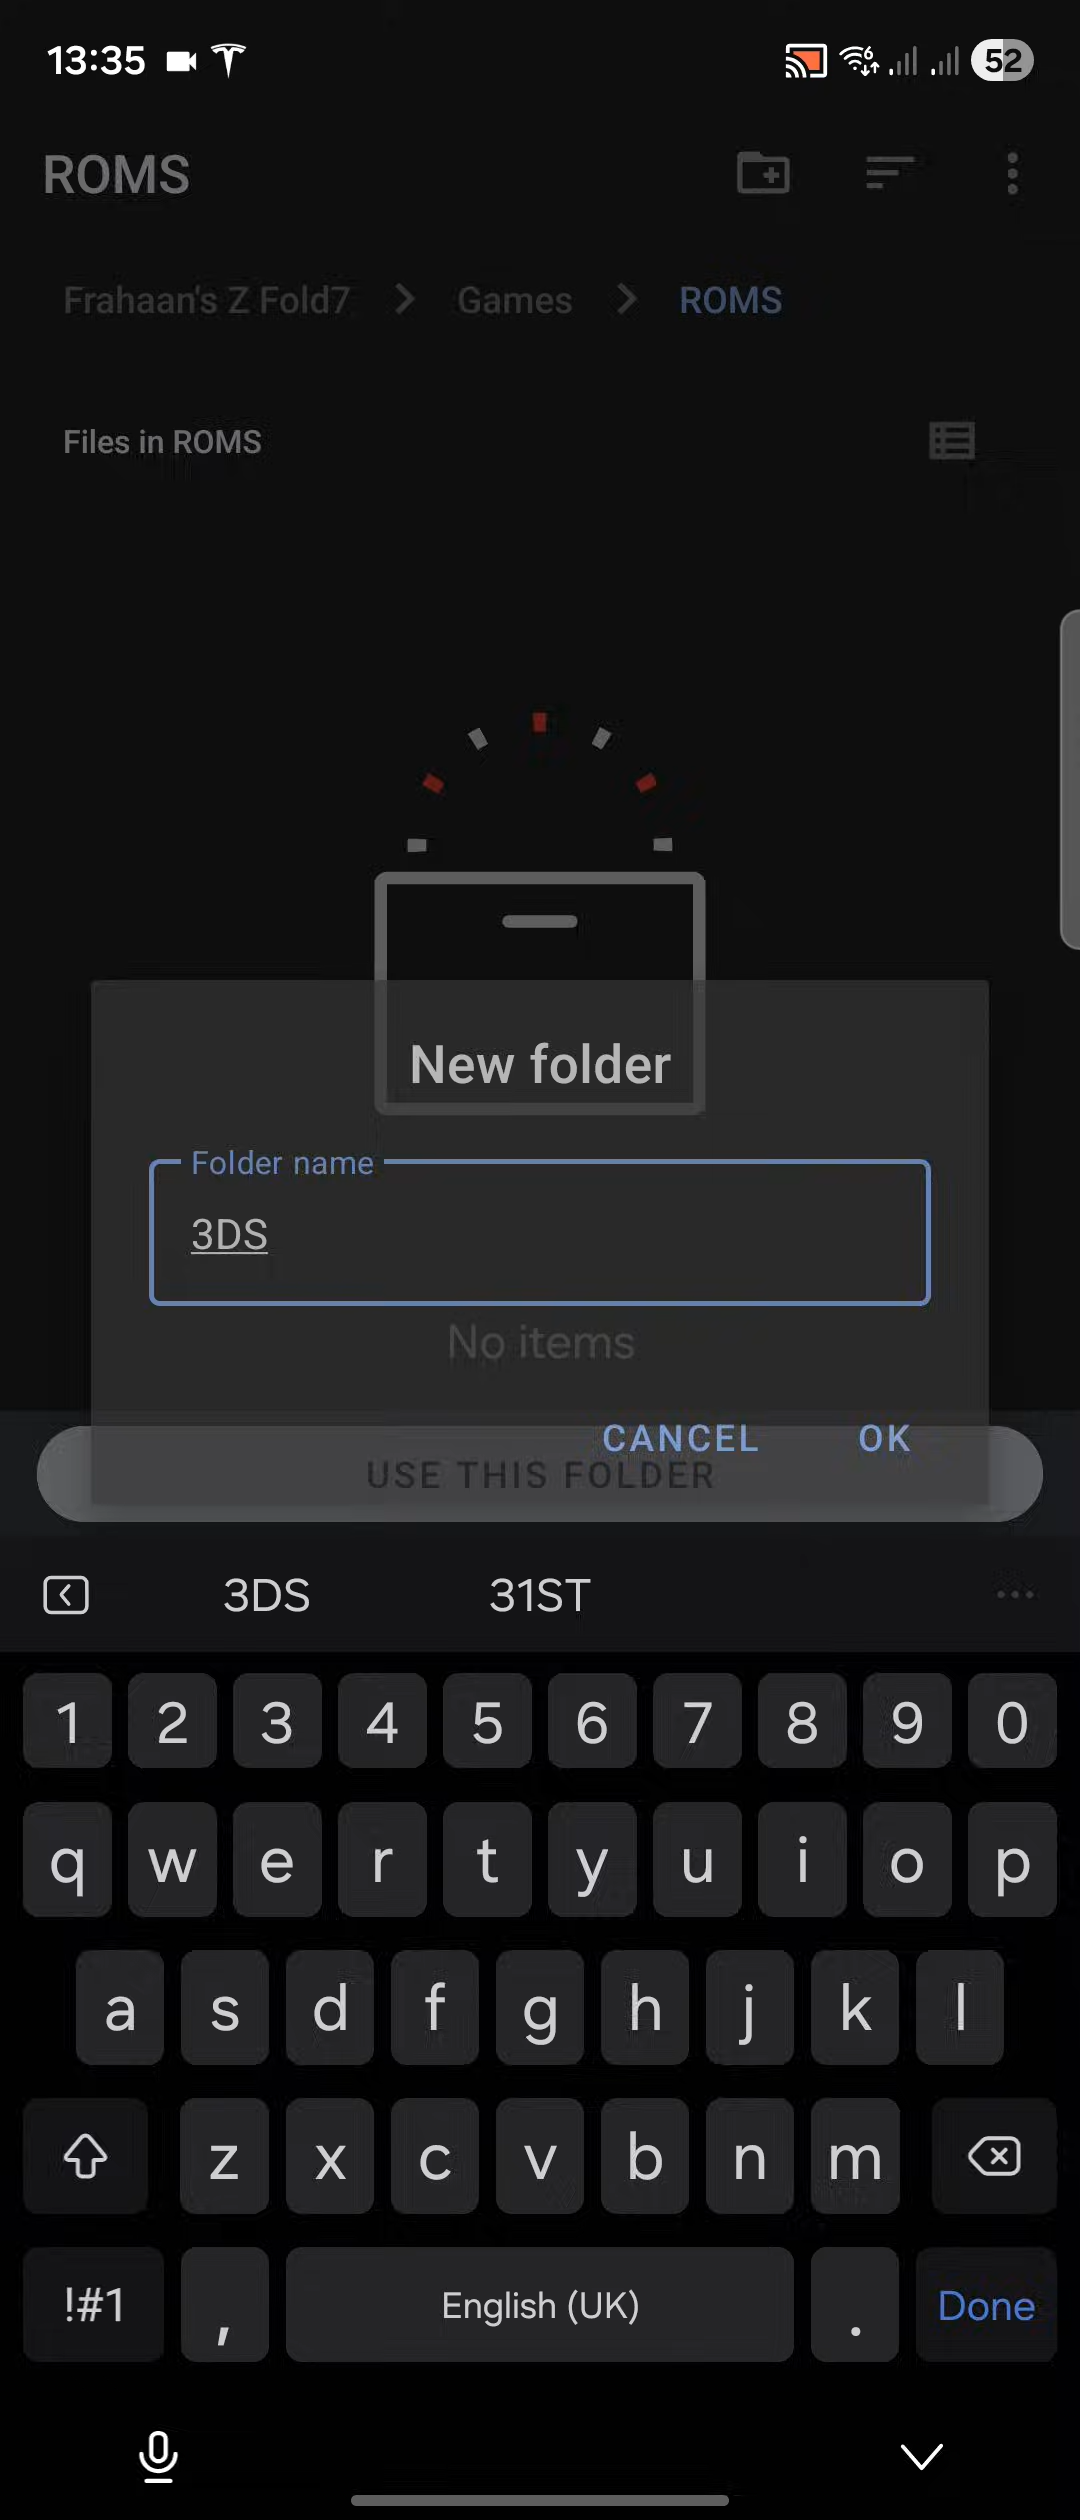 13:35 6 52
ROMS
Frahaan's Z Fold7 Games ROMS
Files in ROMS
New folder
Folder name
3DS
No items
CANCEL OK
USE THIS FOLDER
3DS 31ST
1 2 3 4 5 6 7 8 9 0
q w e r t y u i o p
a s d f g h j k l
z x c v b n m
!#1 , English (UK) . Done